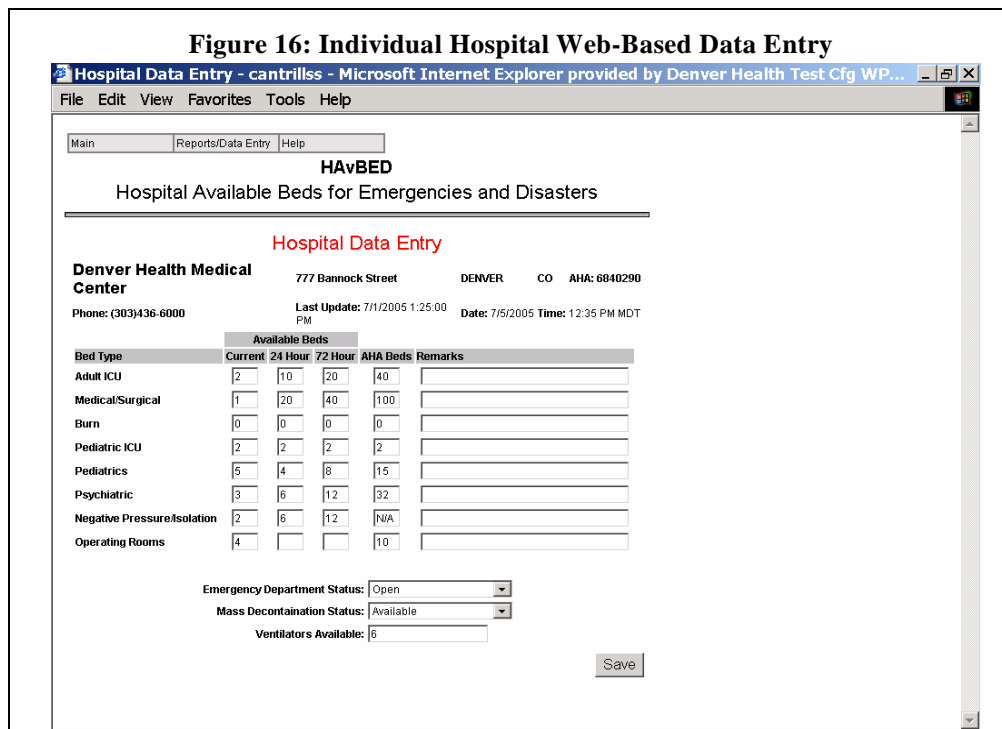 Figure 16: Individual Hospital Web-Based Data Entry
Hospital Data Entry - cantrillss - Microsoft Internet Explorer provided by Denver Health Test Cfg WP...
File Edit View Favorites Tools Help
Main Reports/Data Entry Help
HAvBED
Hospital Available Beds for Emergencies and Disasters
Hospital Data Entry
Denver Health Medical Center 777 Bannock Street DENVER CO AHA: 6840290
Phone: (303)436-6000 Last Update: 7/1/2005 1:25:00 PM Date: 7/5/2005 Time: 12:35 PM MDT
Available Beds
Bed Type Current 24 Hour 72 Hour AHA Beds Remarks
Adult ICU 2 10 20 40
Medical/Surgical 1 20 40 100
Burn 0 0 0 0
Pediatric ICU 2 2 2 2
Pediatrics 5 4 8 15
Psychiatric 3 6 12 32
Negative Pressure/Isolation 2 6 12 N/A
Operating Rooms 4 10
Emergency Department Status: Open
Mass Decontaination Status: Available
Ventilators Available: 6
Save